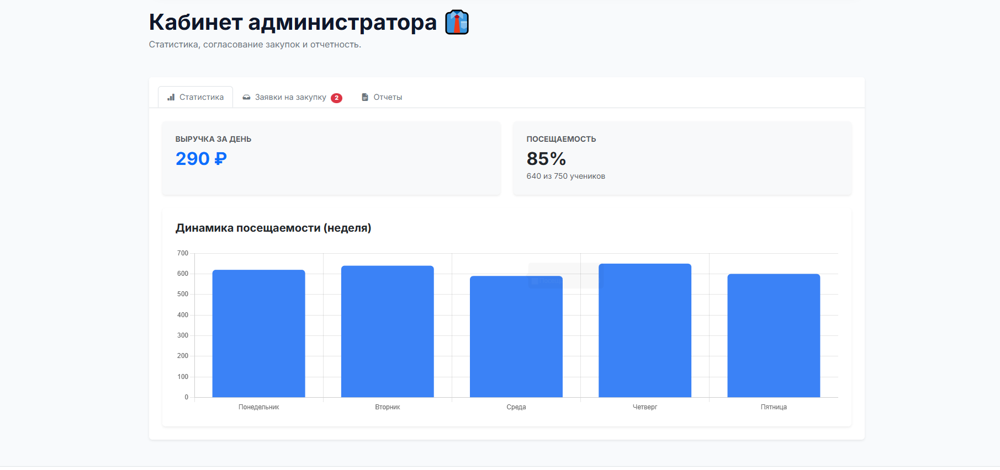 Кабинет администратора
Статистика, согласование закупок и отчетность.
Статистика
Заявки на закупку 2
Отчеты
ВЫРУЧКА ЗА ДЕНЬ
290 ₽
ПОСЕЩАЕМОСТЬ
85%
640 из 750 учеников
Динамика посещаемости (неделя)
700
600
500
400
300
200
100
0
Понедельник
Вторник
Среда
Четверг
Пятница